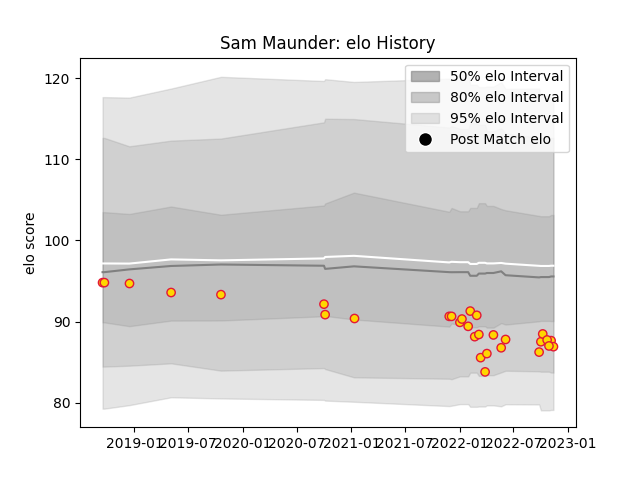 Sam Maunder: elo History
50% elo Interval
80% elo Interval
95% elo Interval
Post Match elo
elo score
120
110
100
90
80
2019-01 2019-07 2020-01 2020-07 2021-01 2021-07 2022-01 2022-07 2023-01